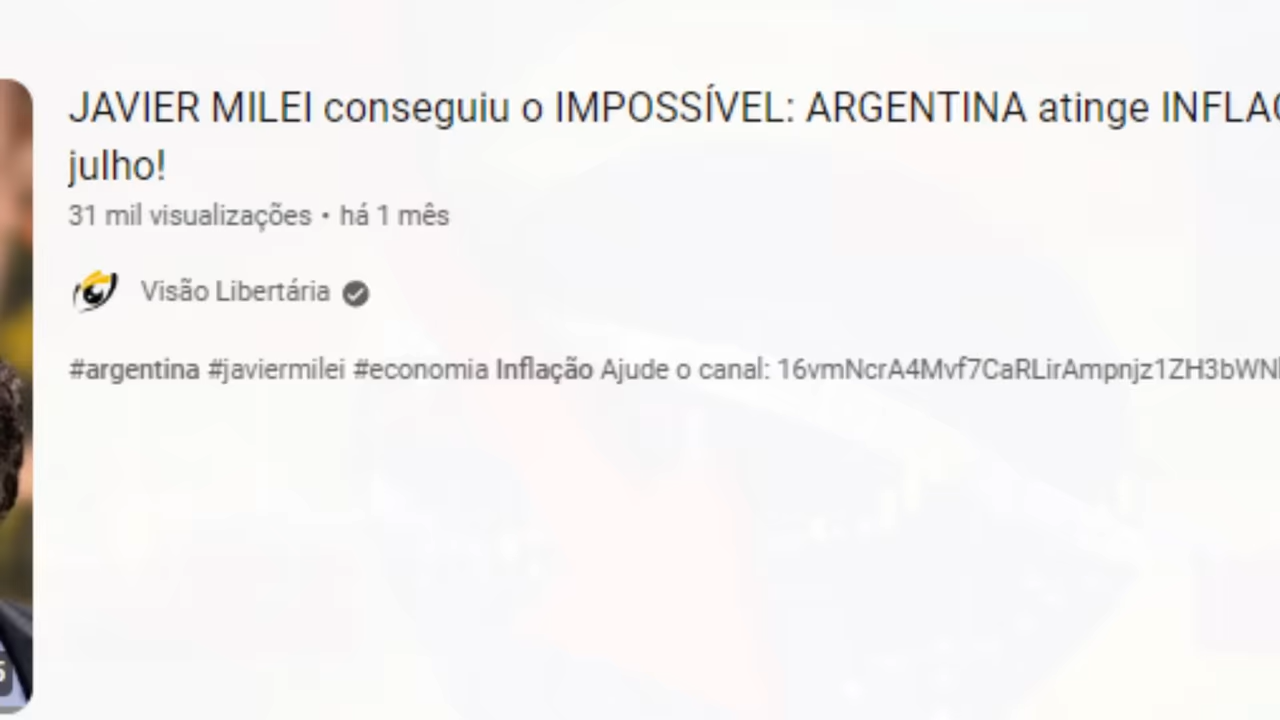 JAVIER MILEI conseguiu o IMPOSSÍVEL: ARGENTINA atinge
julho!
31 mil visualizações • há 1 mês
Visão Libertária
#argentina #javiermilei #economia Inflação Ajude o canal: